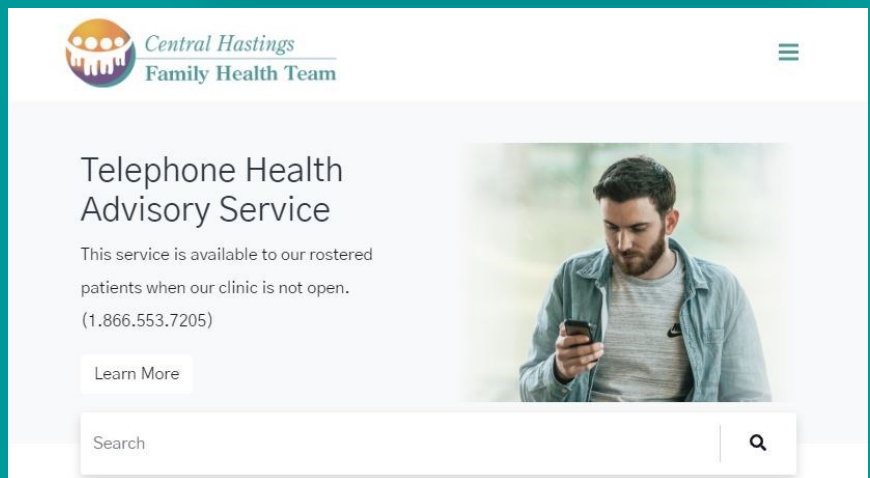 Central Hastings
Family Health Team
Telephone Health
Advisory Service
This service is available to our rostered
patients when our clinic is not open.
(1.866.553.7205)
Learn More
Search